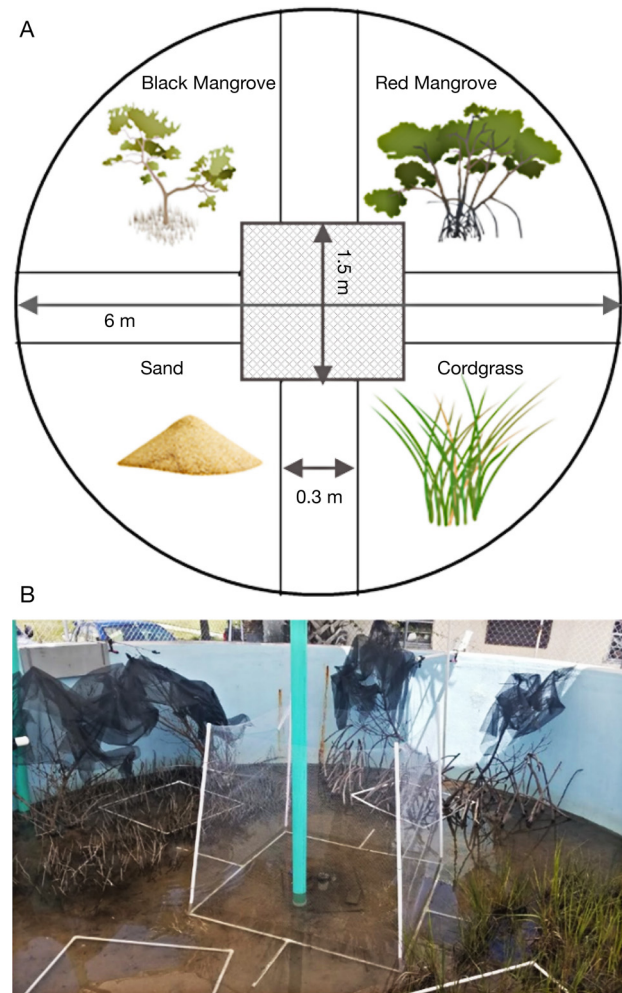 A
Black Mangrove
Red Mangrove
1.5 m
6 m
Sand
Cordgrass
0.3 m
B